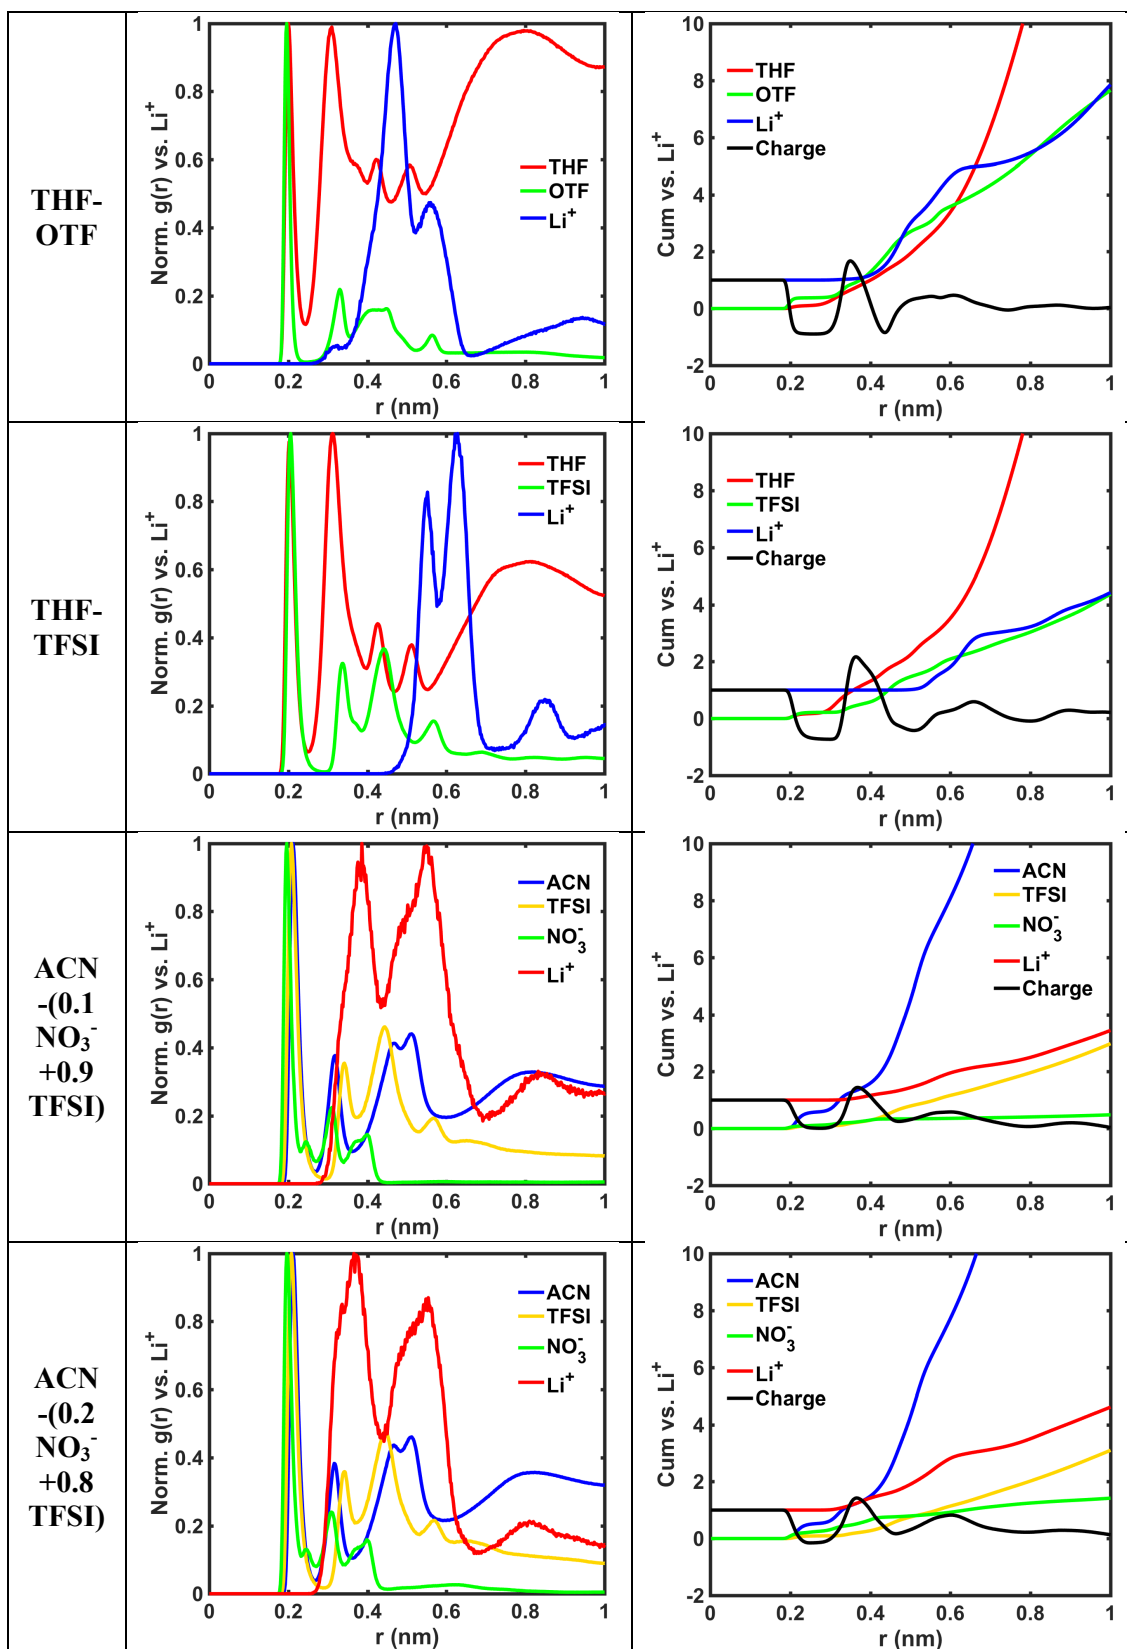 THF-
OTF
Norm. g(r) vs. Li+
1
0.8
0.6
0.4
0.2
0
THF
OTF
Li+
0 0.2 0.4 0.6 0.8 1
r (nm)
Cum vs. Li+
10
8
6
4
2
0
-2
THF
OTF
Li+
Charge
0 0.2 0.4 0.6 0.8 1
r (nm)
THF-
TFSI
Norm. g(r) vs. Li+
1
0.8
0.6
0.4
0.2
0
THF
TFSI
Li+
0 0.2 0.4 0.6 0.8 1
r (nm)
Cum vs. Li+
10
8
6
4
2
0
-2
THF
TFSI
Li+
Charge
0 0.2 0.4 0.6 0.8 1
r (nm)
ACN
-(0.1
NO3-
+0.9
TFSI)
Norm. g(r) vs. Li+
1
0.8
0.6
0.4
0.2
0
ACN
TFSI
NO3-
Li+
0 0.2 0.4 0.6 0.8 1
r (nm)
Cum vs. Li+
10
8
6
4
2
0
-2
ACN
TFSI
NO3-
Li+
Charge
0 0.2 0.4 0.6 0.8 1
r (nm)
ACN
-(0.2
NO3-
+0.8
TFSI)
Norm. g(r) vs. Li+
1
0.8
0.6
0.4
0.2
0
ACN
TFSI
NO3-
Li+
0 0.2 0.4 0.6 0.8 1
r (nm)
Cum vs. Li+
10
8
6
4
2
0
-2
ACN
TFSI
NO3-
Li+
Charge
0 0.2 0.4 0.6 0.8 1
r (nm)